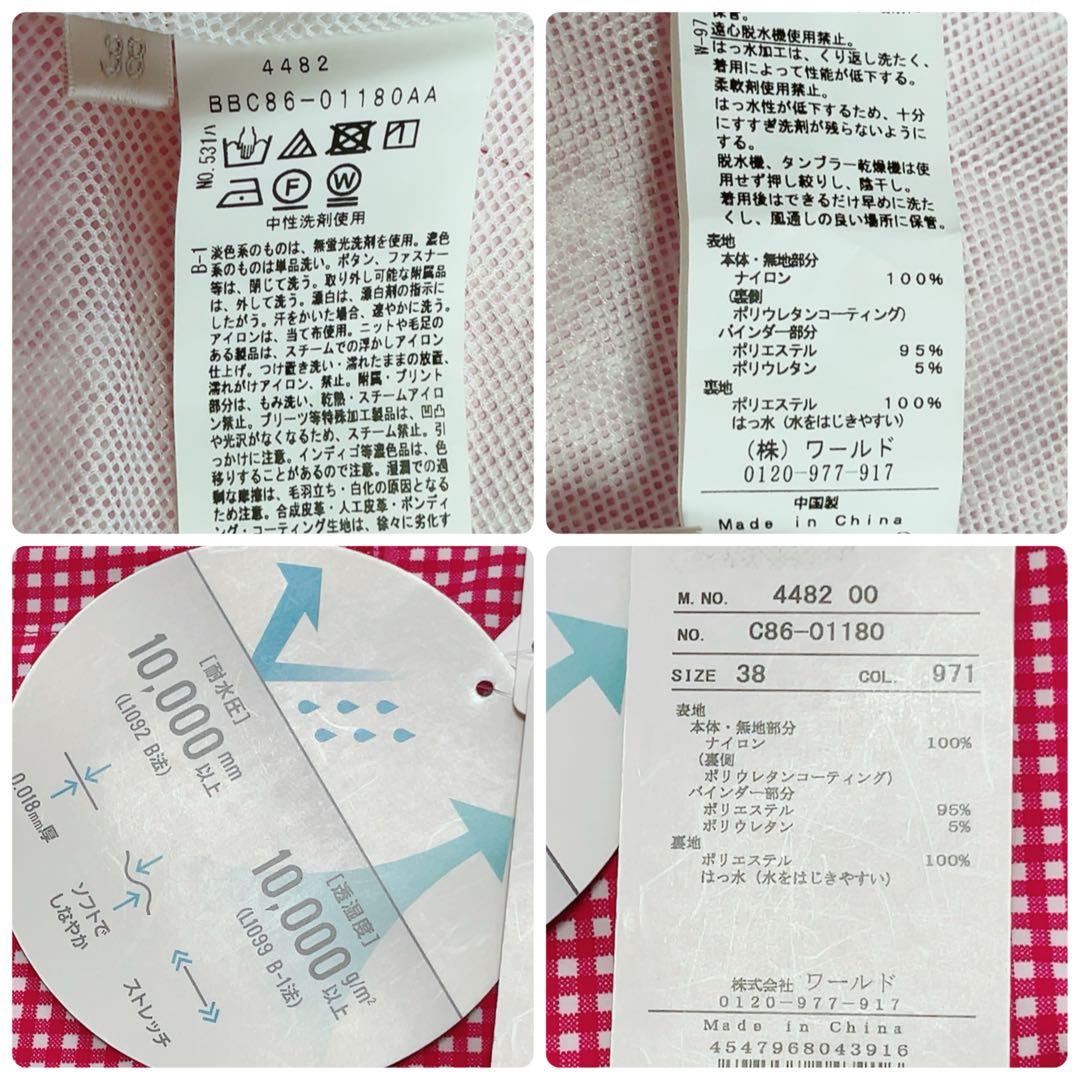 38
4482
BBC86-01180AA
NO.531ハ
F
W
中性洗剤使用
B-1
淡色系のものは、無蛍光洗剤を使用。濃色
系のものは単品洗い。ボタン、ファスナー
等は、閉じて洗う。取り外し可能な附属品
は、外して洗う。漂白は、漂白剤の指示に
したがう。汗をかいた場合、速やかに洗う。
アイロンは、当て布使用。ニットや毛足の
ある製品は、スチームでの浮かしアイロン
仕上げ。つけ置き洗い・濡れたままの放置、
濡れがけアイロン、禁止。附属・プリント
部分は、もみ洗い、乾熱・スチームアイロ
ン禁止。プリーツ等特殊加工製品は、凹凸
や光沢がなくなるため、スチーム禁止。引
っかけに注意。インディゴ等濃色品は、色
移りすることがあるので注意。湿潤での過
剰な摩擦は、毛羽立ち・白化の原因となる
ため注意。合成皮革・人工皮革・ボンディ
ング・コーティング生地は、徐々に劣化す
保管。
W-97
遠心脱水機使用禁止。
はっ水加工は、くり返し洗たく、
着用によって性能が低下する。
柔軟剤使用禁止。
はっ水性が低下するため、十分
にすすぎ洗剤が残らないように
する。
脱水機、タンブラー乾燥機は使
用せず押し絞りし、陰干し。
着用後はできるだけ早めに洗た
くし、風通しの良い場所に保管。
表地
本体・無地部分
ナイロン 100%
(裏側
ポリウレタンコーティング)
バインダー部分
ポリエステル 95%
ポリウレタン 5%
裏地
ポリエステル 100%
はっ水(水をはじきやすい)
(株)ワールド
0120-977-917
中国製
Made in China
[耐水圧]
10,000mm以上
(L1092 B法)
0.018mm厚
ソフトで
しなやか
ストレッチ
[透湿度]
10,000g/m²以上
(L1099 B-1法)
M.NO. 4482 00
NO. C86-01180
SIZE 38 COL. 971
表地
本体・無地部分
ナイロン 100%
(裏側
ポリウレタンコーティング)
バインダー部分
ポリエステル 95%
ポリウレタン 5%
裏地
ポリエステル 100%
はっ水(水をはじきやすい)
株式会社 ワールド
0120-977-917
Made in China
4547968043916